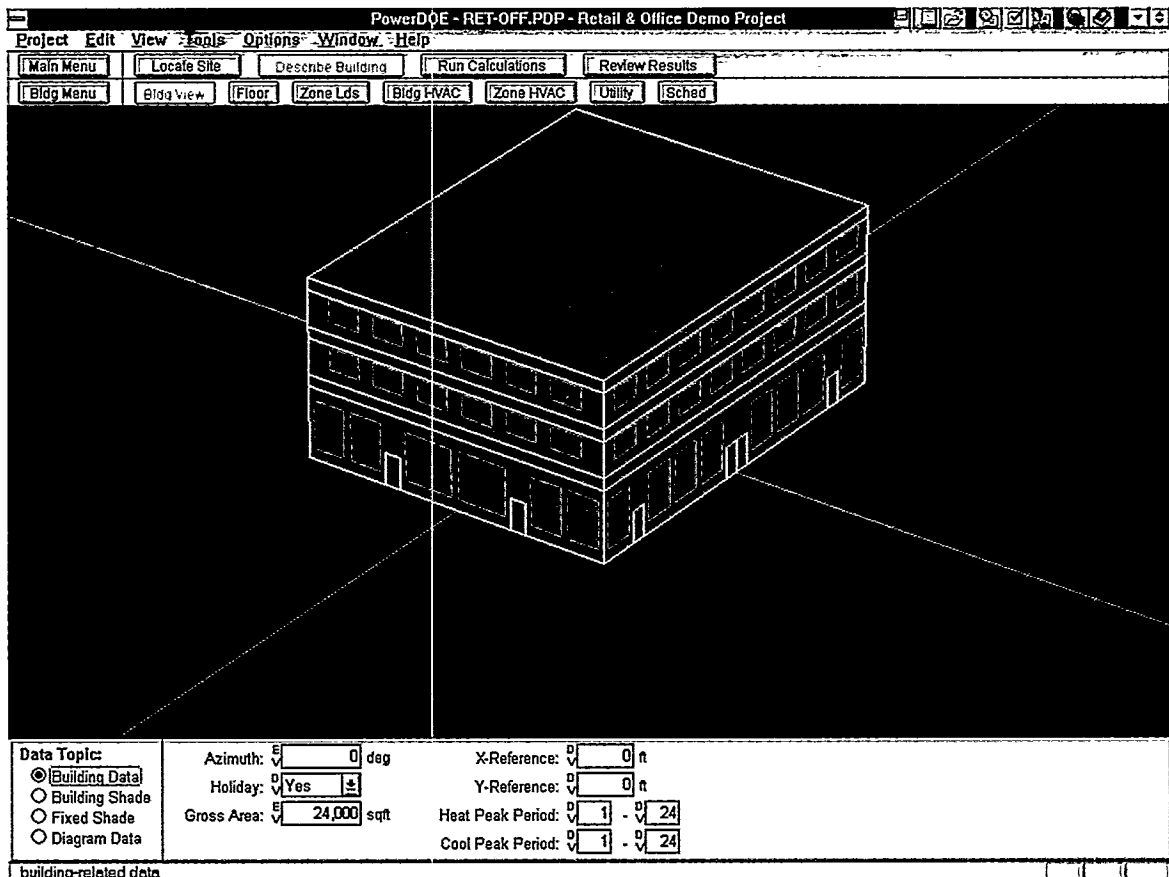 PowerDOE - RET-OFF.PDP - Retail & Office Demo Project
Project Edit View Tools Options Window Help
Main Menu Locate Site Describe Building Run Calculations Review Results
Bldg Menu Bldg View Floor Zone Lds Bldg HVAC Zone HVAC Utility Sched
Data Topic:
Building Data
Building Shade
Fixed Shade
Diagram Data
Azimuth: E V 0 deg
Holiday: D V Yes
Gross Area: E V 24,000 sqft
X-Reference: D V 0 ft
Y-Reference: D V 0 ft
Heat Peak Period: D V 1 - D V 24
Cool Peak Period: D V 1 - D V 24
building-related data